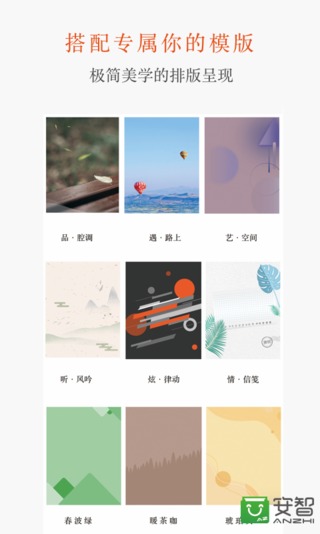 搭配专属你的模版
极简美学的排版呈现
品·腔调
遇·路上
艺·空间
听·风吟
炫·律动
情·信笺
春波绿
暖茶咖
琥珀
安智
ANZHI